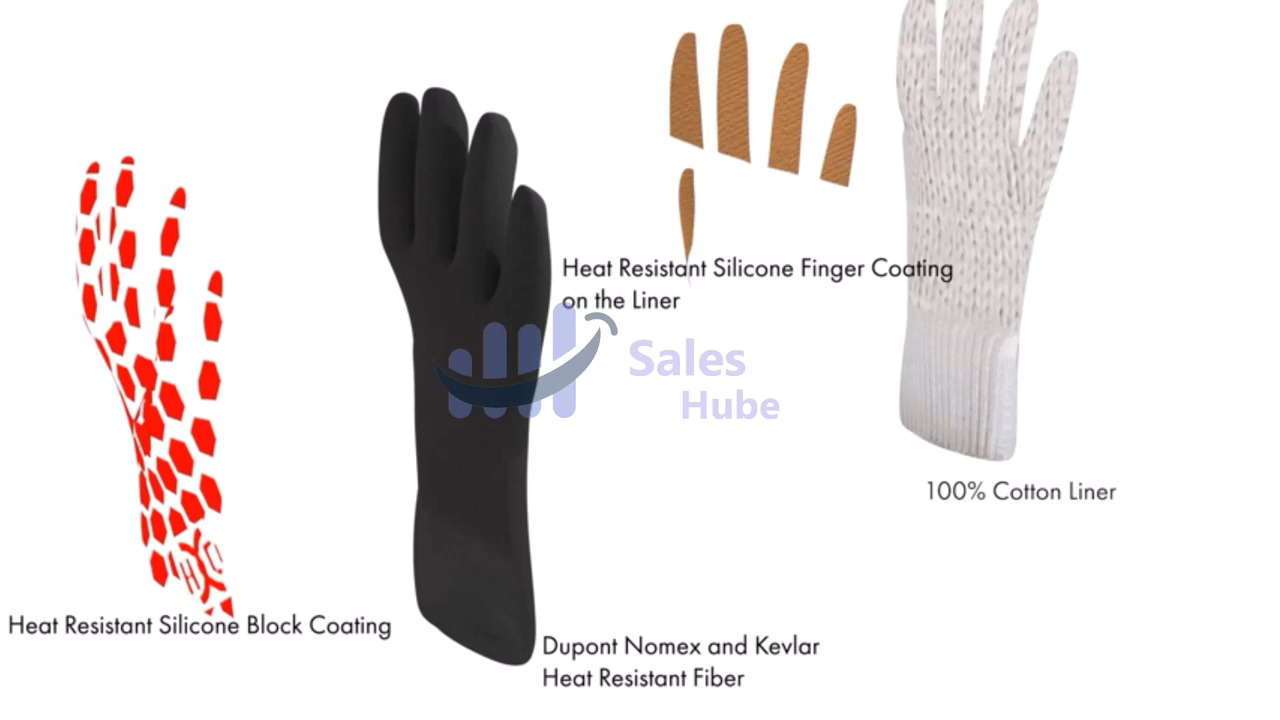 Heat Resistant Silicone Finger Coating
on the Liner
Sales
Hube
100% Cotton Liner
Heat Resistant Silicone Block Coating
Dupont Nomex and Kevlar
Heat Resistant Fiber